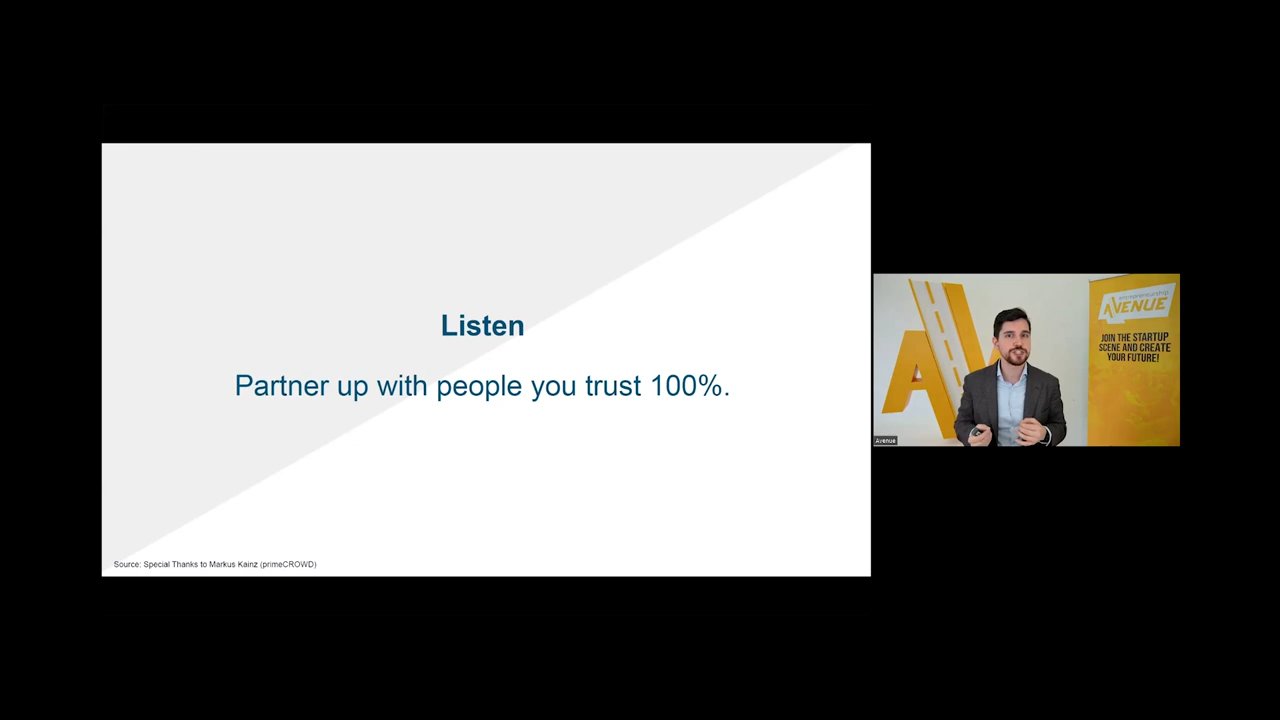 Listen
Partner up with people you trust 100%.
Source: Special Thanks to Markus Kainz (primeCROWD)
entrepreneurship
AVENUE
JOIN THE STARTUP
SCENE AND CREATE
YOUR FUTURE!
AV
Avenue